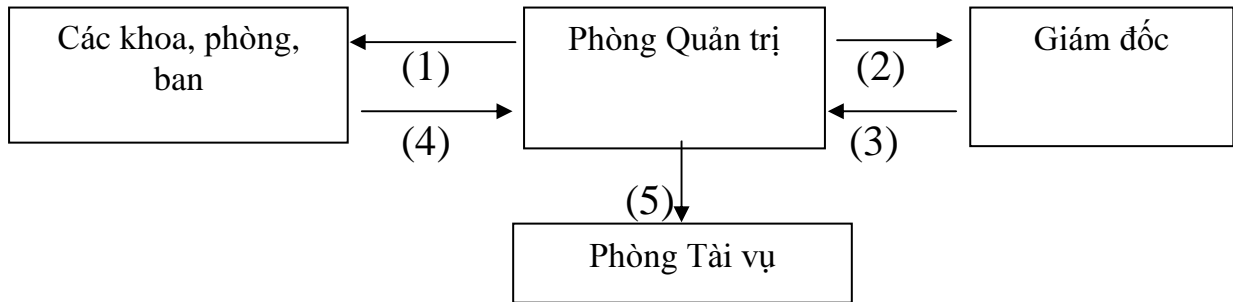 Các khoa, phòng,
ban
Phòng Quản trị
Giám đốc
(1)
(2)
(4)
(3)
(5)
Phòng Tài vụ